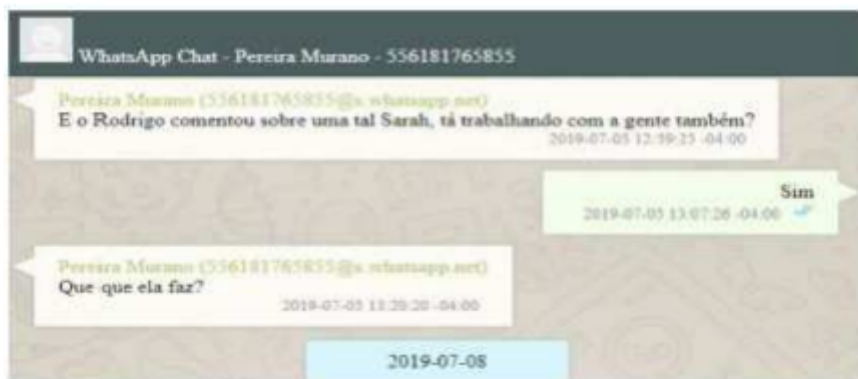 WhatsApp Chat - Pereira Murano - 556181765855
Pereira Murano (556181765855@s.whatsapp.net)
E o Rodrigo comentou sobre uma tal Sarah, tá trabalhando com a gente também?
2019-07-05 12:59:25 -04:00
Sim
2019-07-05 13:07:26 -04:00
Pereira Murano (556181765855@s.whatsapp.net)
Que que ela faz?
2019-07-05 13:20:20 -04:00
2019-07-08